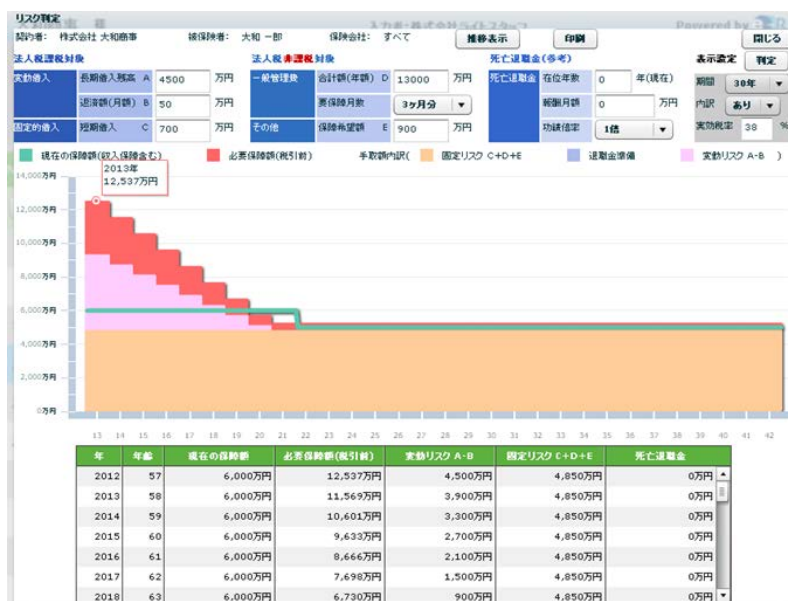 リスク判定
契約者: 株式会社 大和商事 被保険者: 大和 一郎 保険会社: すべて 推移表示 印刷 閉じる
法人税課税対象 法人税非課税対象 死亡退職金(参考) 表示設定 判定
変動借入 長期借入残高 A 4500 万円 一般管理費 合計額(年額) D 13000 万円 死亡退職金 在位年数 0 年(現在) 期間 30年
返済額(月額) B 50 万円 要保障月数 3ヶ月分 報酬月額 0 万円 内訳 あり
固定的借入 短期借入 C 700 万円 その他 保障希望額 E 900 万円 功績倍率 1倍 実効税率 38 %
現在の保障額(収入保障含む) 必要保障額(税引前) 手取額内訳( 固定リスク C+D+E 退職金準備 変動リスク A-B )
2013年
12,537万円
14,000万円
12,000万円
10,000万円
8,000万円
6,000万円
4,000万円
2,000万円
0万円
13 14 15 16 17 18 19 20 21 22 23 24 25 26 27 28 29 30 31 32 33 34 35 36 37 38 39 40 41 42
年 年齢 現在の保障額 必要保障額(税引前) 変動リスク A-B 固定リスク C+D+E 死亡退職金
2012 57 6,000万円 12,537万円 4,500万円 4,850万円 0万円
2013 58 6,000万円 11,569万円 3,900万円 4,850万円 0万円
2014 59 6,000万円 10,601万円 3,300万円 4,850万円 0万円
2015 60 6,000万円 9,633万円 2,700万円 4,850万円 0万円
2016 61 6,000万円 8,666万円 2,100万円 4,850万円 0万円
2017 62 6,000万円 7,698万円 1,500万円 4,850万円 0万円
2018 63 6,000万円 6,730万円 900万円 4,850万円 0万円